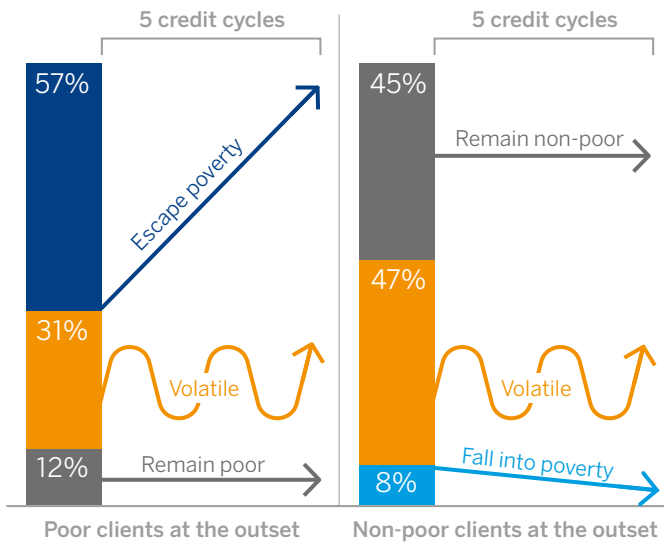 5 credit cycles
57%
Escape poverty
31%
Volatile
12%
Remain poor
Poor clients at the outset
5 credit cycles
45%
Remain non-poor
47%
Volatile
8%
Fall into poverty
Non-poor clients at the outset